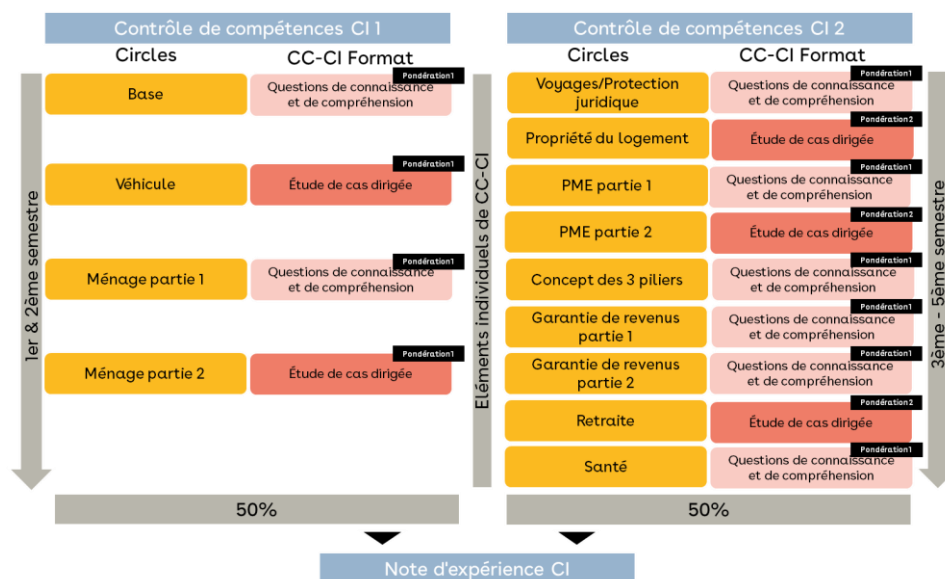 Contrôle de compétences CI 1
Circles
CC-CI Format
Base
Pondération1
Questions de connaissance
et de compréhension
Véhicule
Pondération1
Étude de cas dirigée
Ménage partie 1
Pondération1
Questions de connaissance
et de compréhension
Ménage partie 2
Pondération1
Étude de cas dirigée
1er & 2ème semestre
50%
Eléments individuels de CC-CI
Contrôle de compétences CI 2
Circles
CC-CI Format
Voyages/Protection
juridique
Pondération1
Questions de connaissance
et de compréhension
Propriété du logement
Pondération2
Étude de cas dirigée
PME partie 1
Pondération1
Questions de connaissance
et de compréhension
PME partie 2
Pondération2
Étude de cas dirigée
Concept des 3 piliers
Pondération1
Questions de connaissance
et de compréhension
Garantie de revenus
partie 1
Pondération1
Questions de connaissance
et de compréhension
Garantie de revenus
partie 2
Pondération1
Questions de connaissance
et de compréhension
Retraite
Pondération2
Étude de cas dirigée
Santé
Pondération1
Questions de connaissance
et de compréhension
3ème - 5ème semestre
50%
Note d'expérience CI